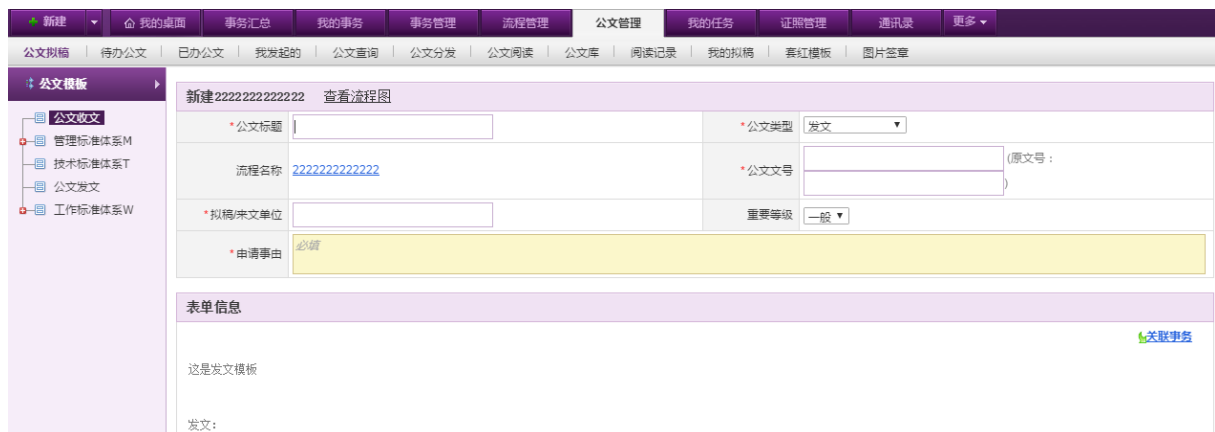 新建 我的桌面 事务汇总 我的事务 事务管理 流程管理 公文管理 我的任务 证照管理 通讯录 更多
公文拟稿 待办公文 已办公文 我发起的 公文查询 公文分发 公文阅读 公文库 阅读记录 我的拟稿 套红模板 图片签章
公文模板
公文收文
管理标准体系M
技术标准体系T
公文发文
工作标准体系W
新建2222222222222 查看流程图
*公文标题 *公文类型 发文
流程名称 2222222222222 *公文文号 (原文号：
)
*拟稿/来文单位 重要等级 一般
*申请事由 必填
表单信息
关联事务
这是发文模板
发文：